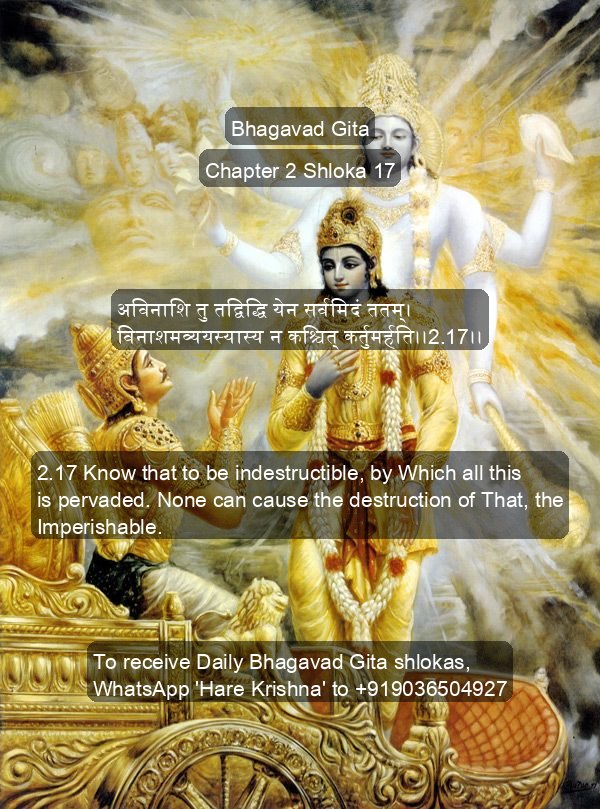 Bhagavad Gita
Chapter 2 Shloka 17
अविनाशि तु तद्विद्धि येन सर्वमिदं ततम्।
विनाशमव्ययस्यास्य न कश्चित् कर्तुमर्हति।।2.17।।
2.17 Know that to be indestructible, by Which all this
is pervaded. None can cause the destruction of That, the
Imperishable.
To receive Daily Bhagavad Gita shlokas,
WhatsApp 'Hare Krishna' to +919036504927